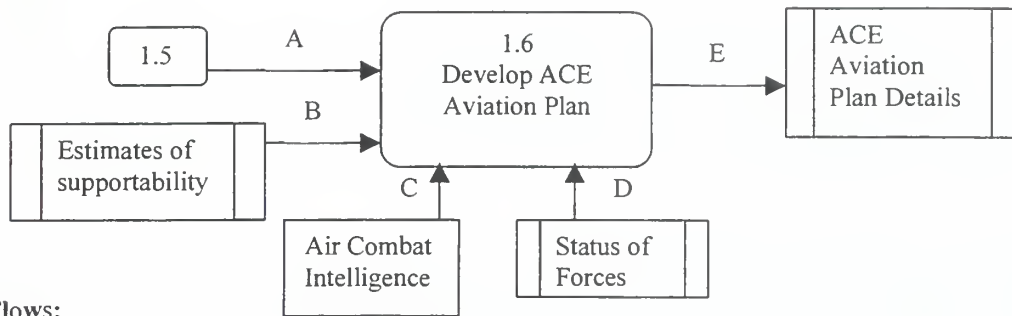 A
1.5
1.6
Develop ACE
Aviation Plan
E
ACE
Aviation
Plan Details
B
Estimates of
supportability
C
D
Air Combat
Intelligence
Status of
Forces